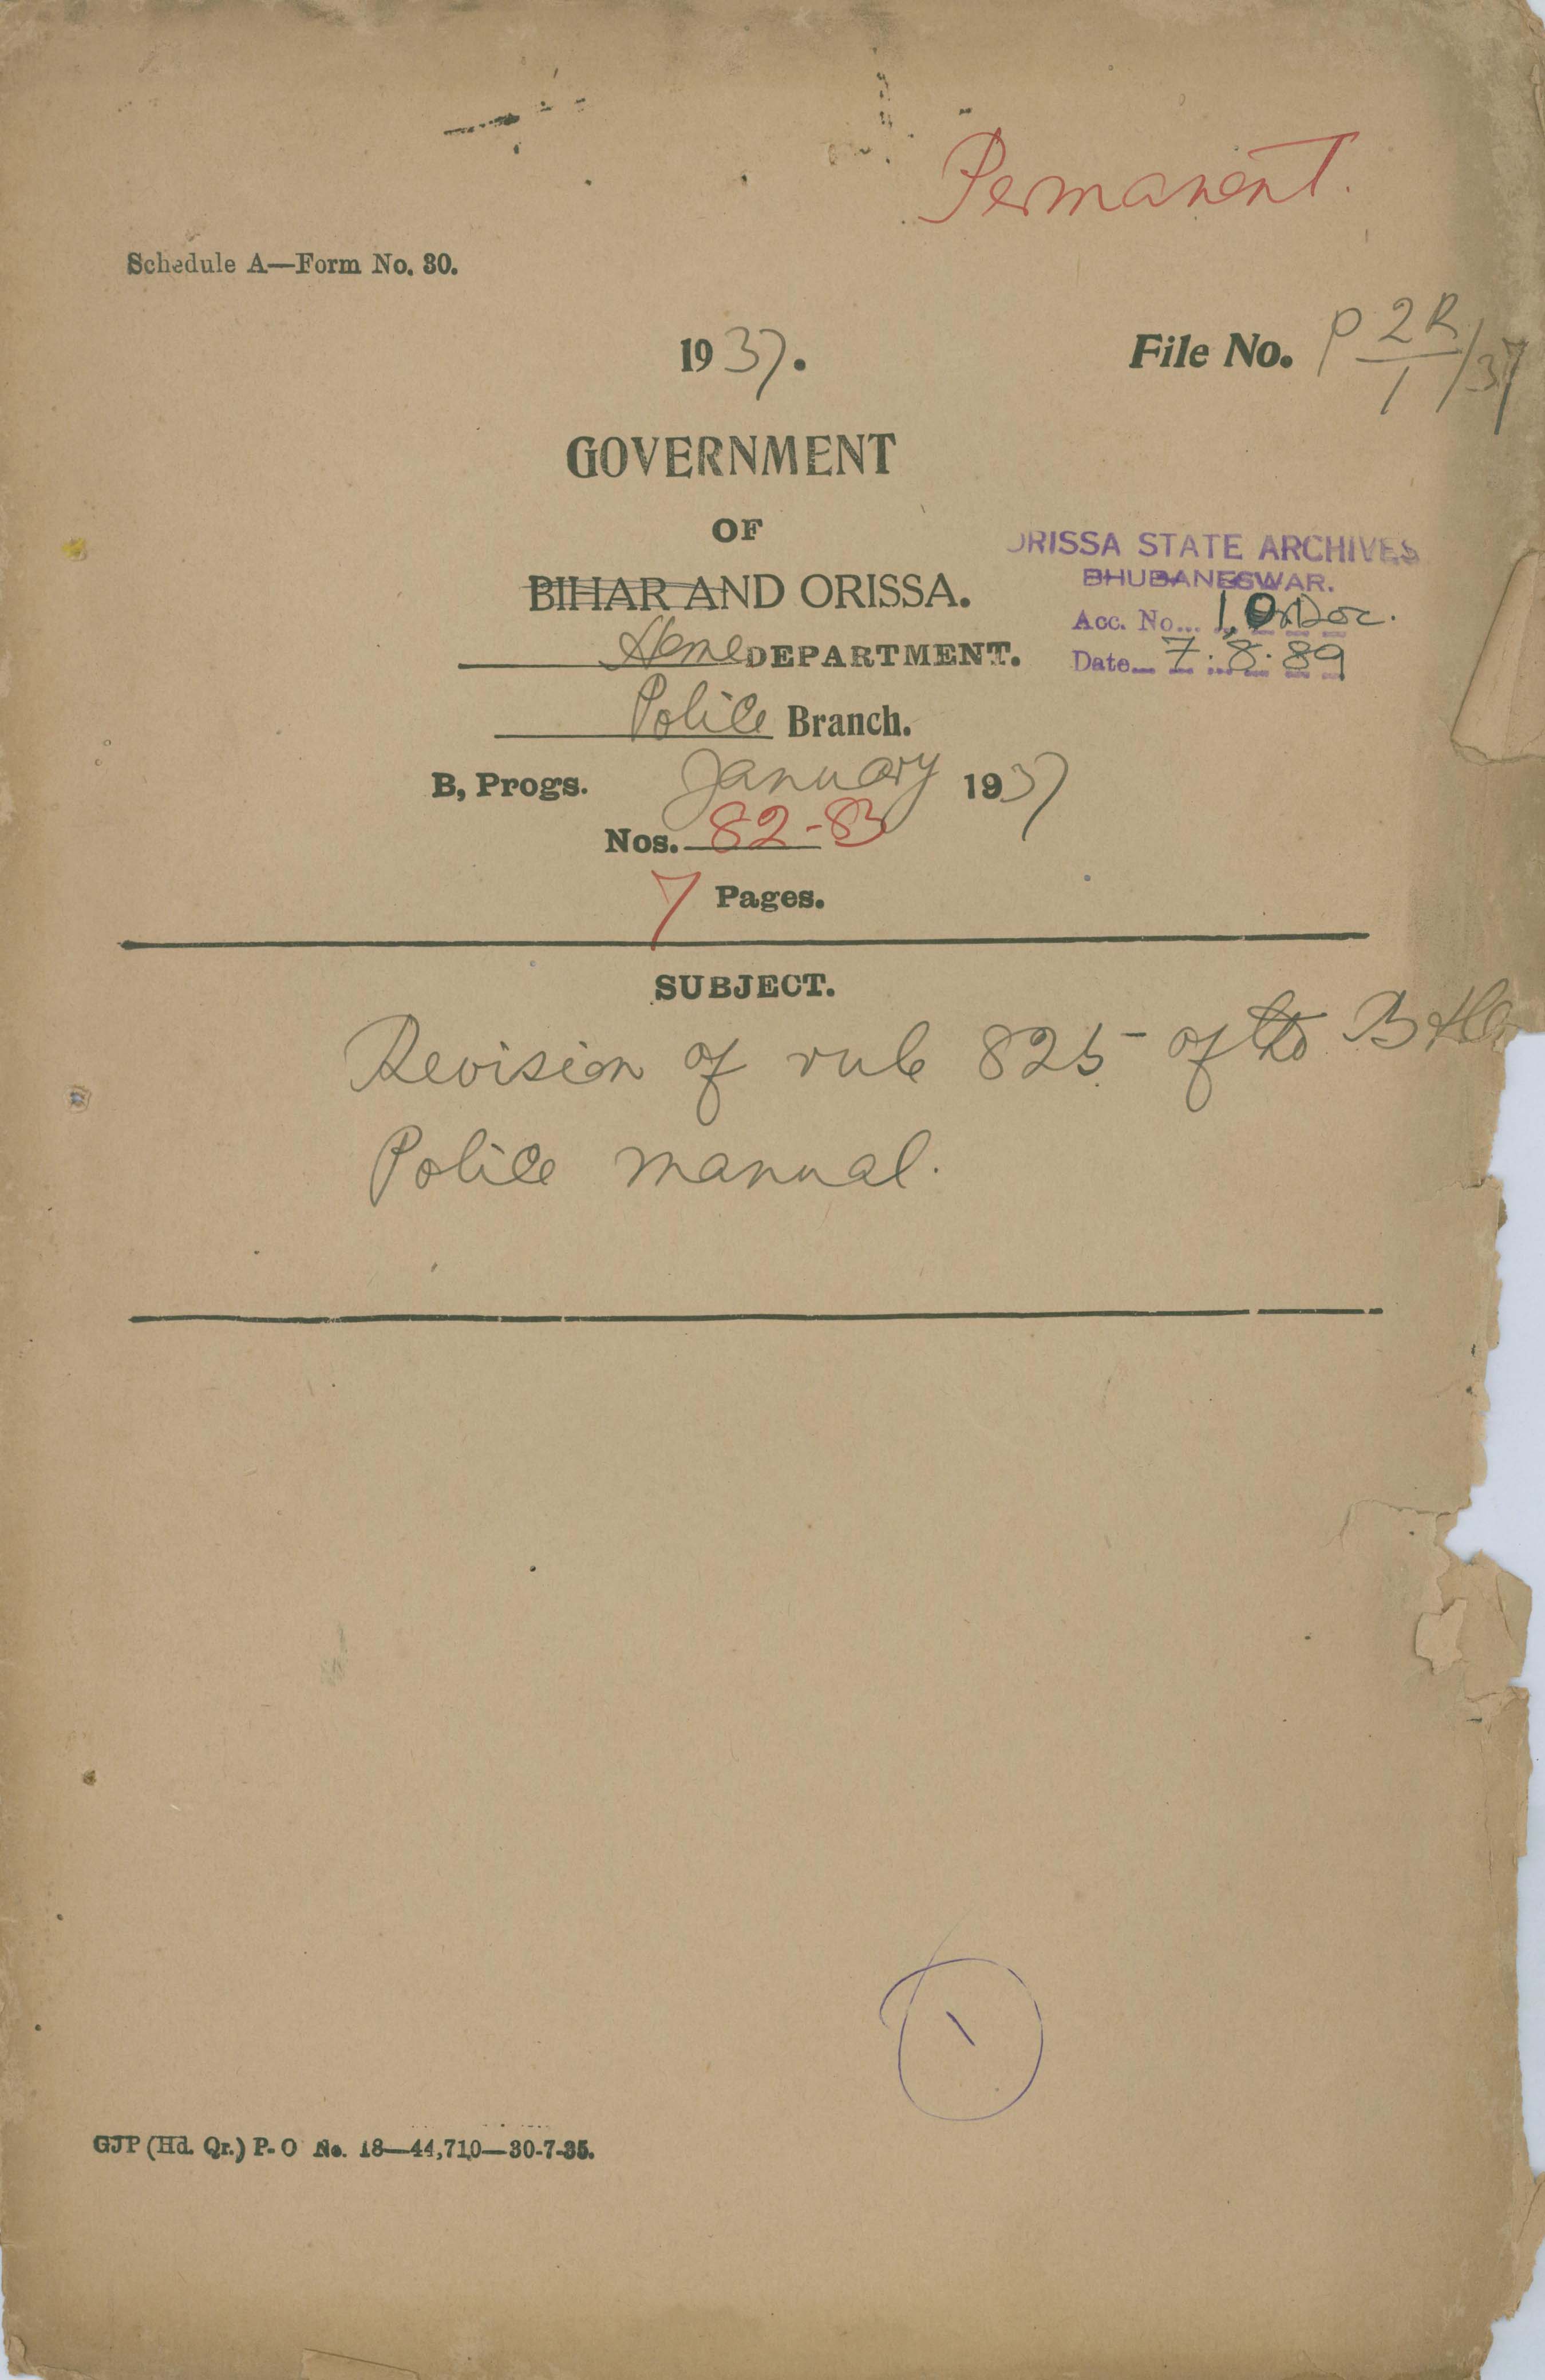 Permanent.
Schedule A—Form No. 30.
1937.
File No. P 2R/1/37
GOVERNMENT
OF
BIHAR AND ORISSA.
ORISSA STATE ARCHIVES
BHUBANESWAR.
Acc. No... Doc.
Date 7.8.89
Home DEPARTMENT.
Police Branch.
B, Progs. January 1937
Nos. 82-83
7 Pages.
SUBJECT.
Revision of rule 825 of the
Police manual.
1
GJP (Hd. Qr.) P. O No. 18—44,710—30-7-35.